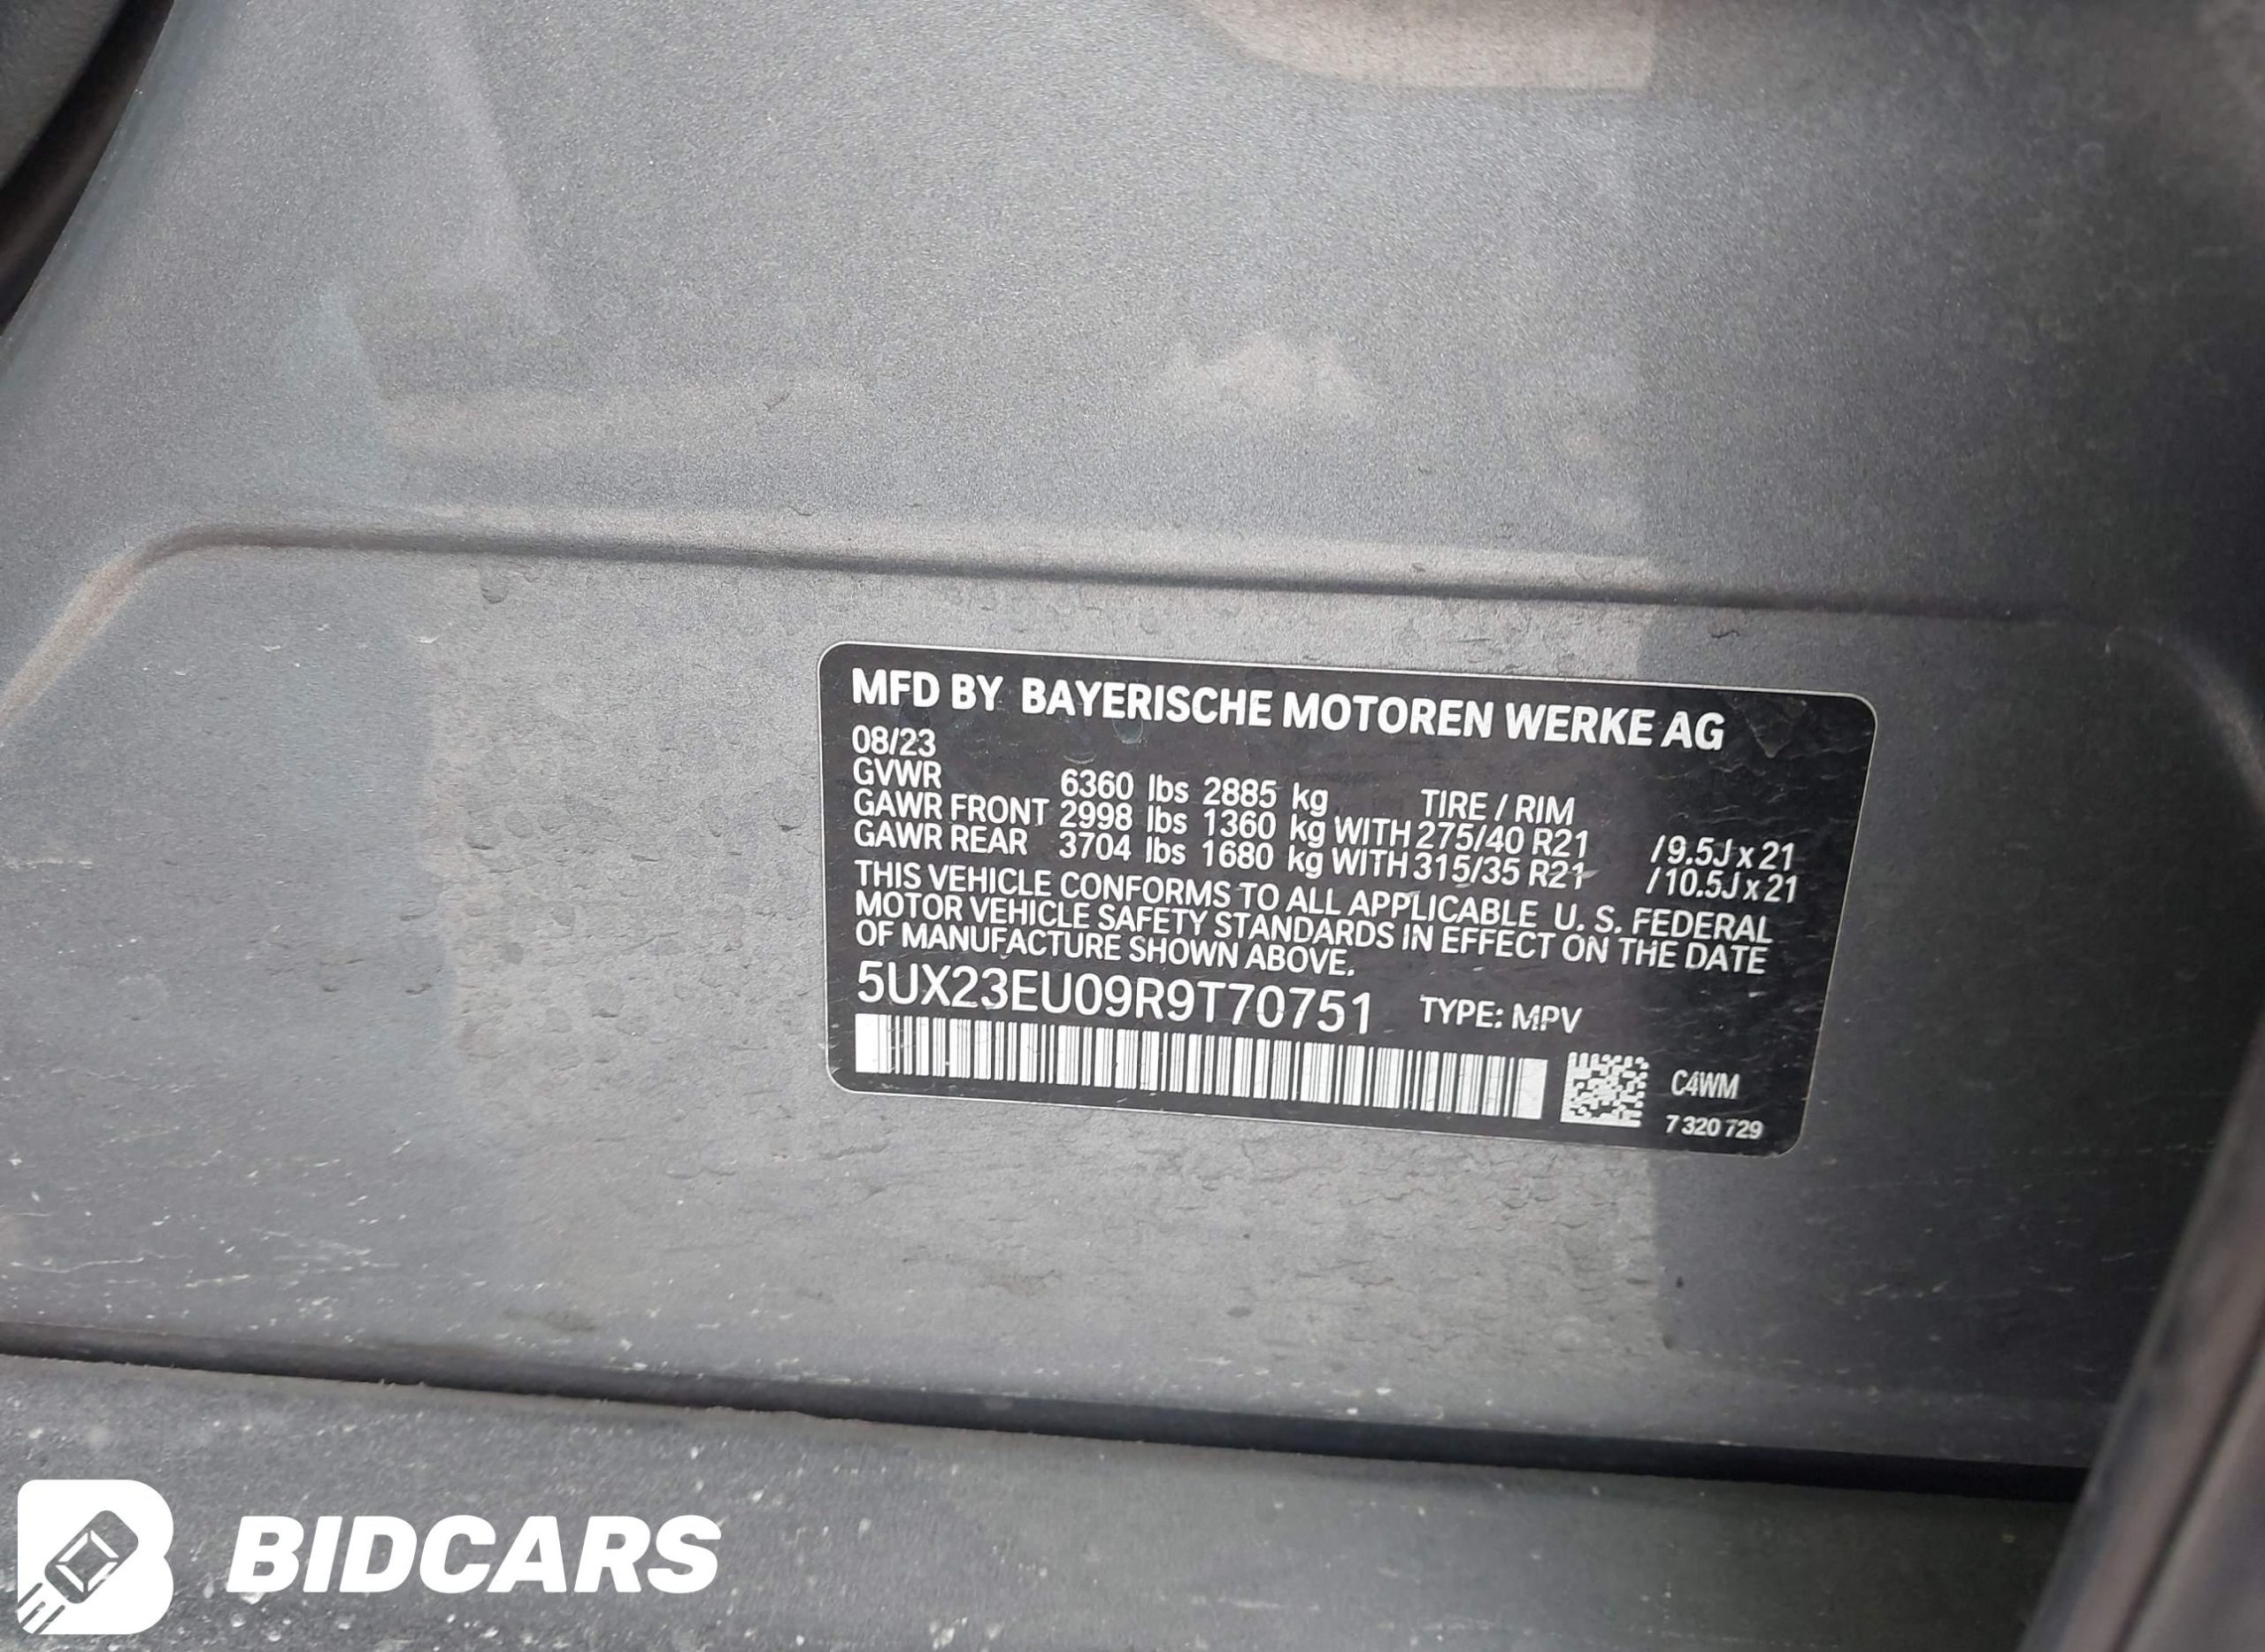 MFD BY BAYERISCHE MOTOREN WERKE AG
08/23
GVWR 6360 lbs 2885 kg TIRE / RIM
GAWR FRONT 2998 lbs 1360 kg WITH 275/40 R21 /9.5J x 21
GAWR REAR 3704 lbs 1680 kg WITH 315/35 R21 /10.5J x 21
THIS VEHICLE CONFORMS TO ALL APPLICABLE U. S. FEDERAL
MOTOR VEHICLE SAFETY STANDARDS IN EFFECT ON THE DATE
OF MANUFACTURE SHOWN ABOVE.
5UX23EU09R9T70751 TYPE: MPV
C4WM
7 320 729
BIDCARS